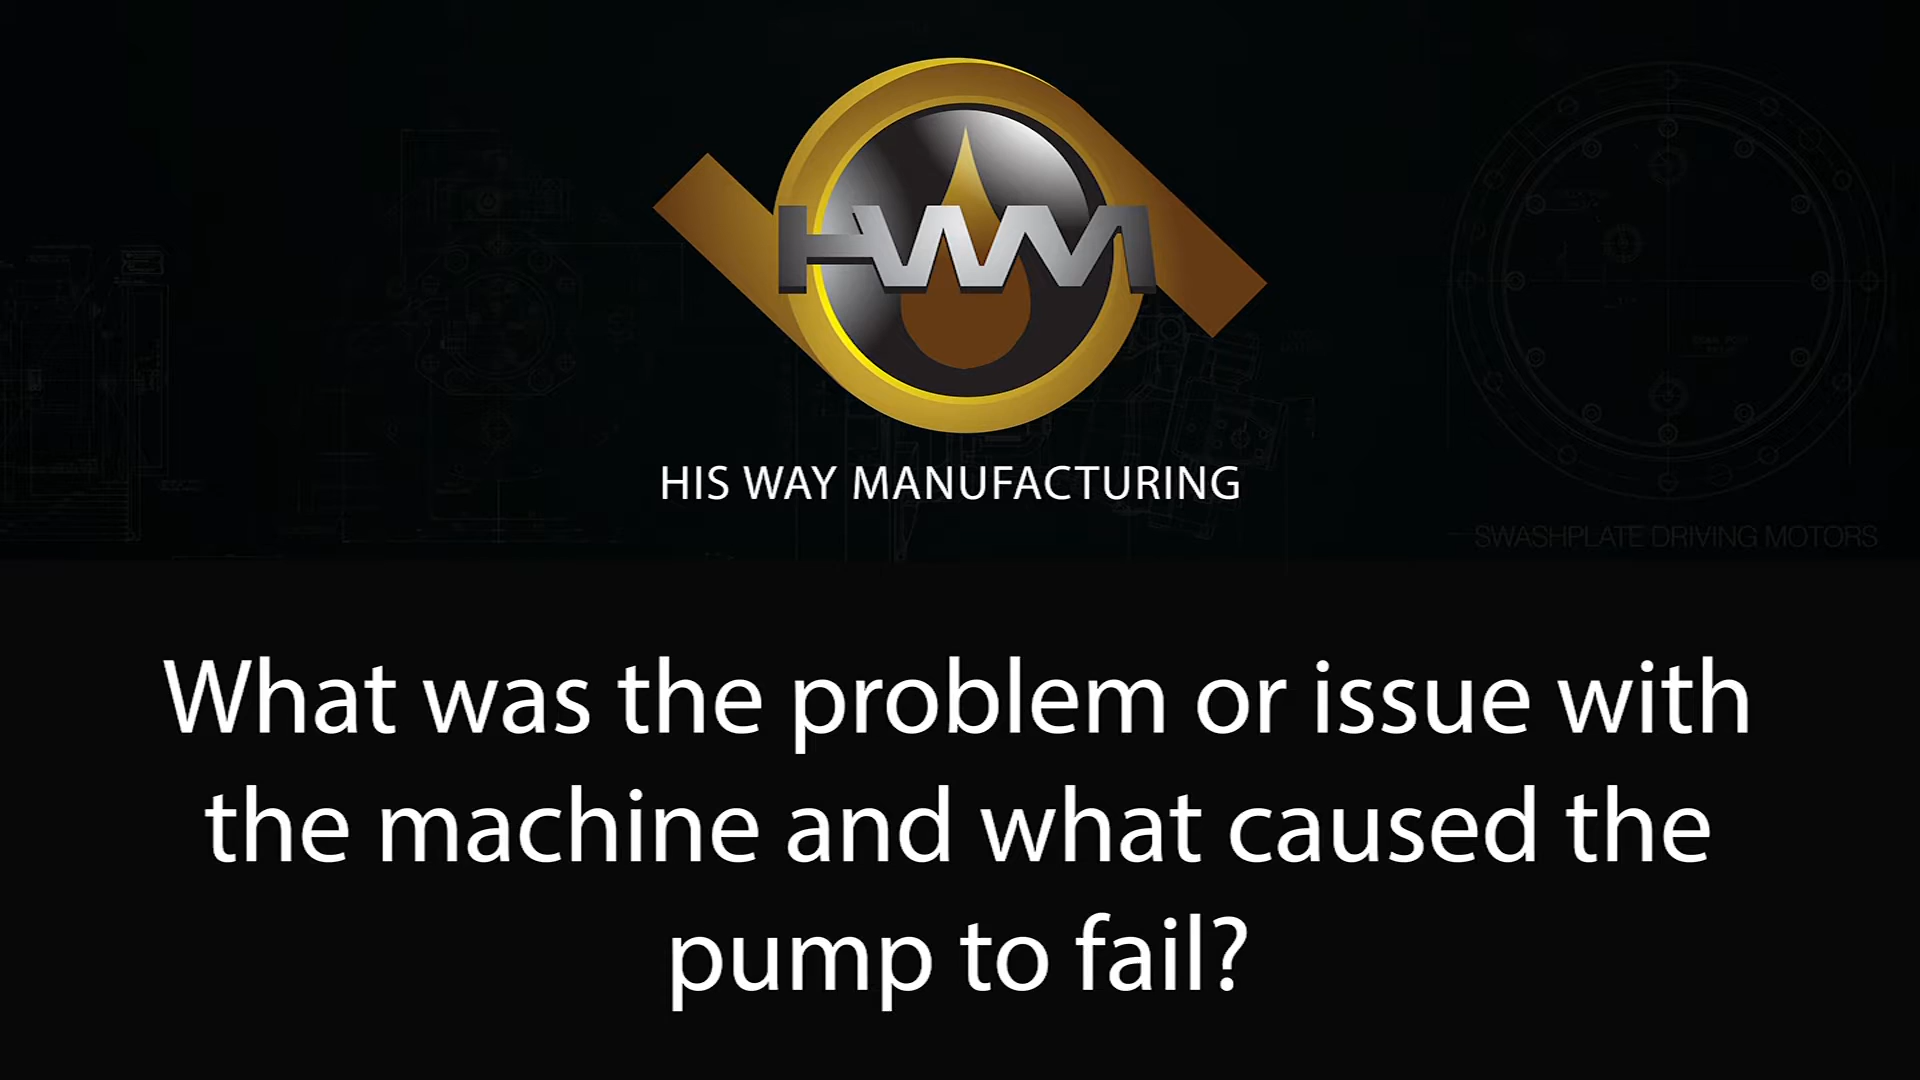 HWM
HIS WAY MANUFACTURING
SWASHPLATE DRIVING MOTORS
What was the problem or issue with
the machine and what caused the
pump to fail?